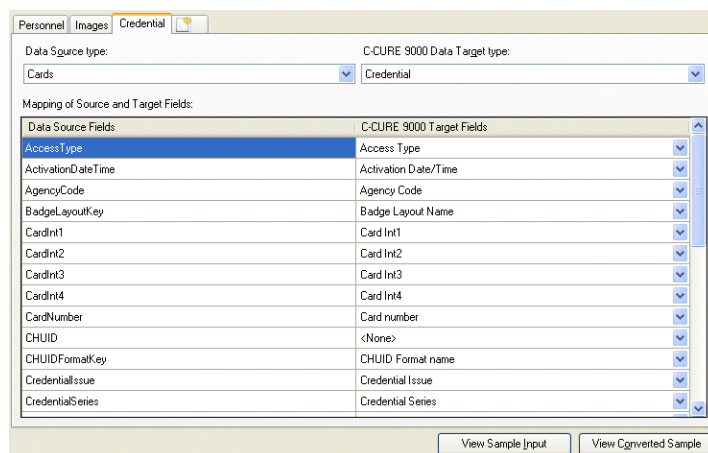 Personnel Images Credential
Data Source type: C-CURE 9000 Data Target type:
Cards Credential
Mapping of Source and Target Fields:
Data Source Fields C-CURE 9000 Target Fields
AccessType Access Type
ActivationDateTime Activation Date/Time
AgencyCode Agency Code
BadgeLayoutKey Badge Layout Name
CardInt1 Card Int1
CardInt2 Card Int2
CardInt3 Card Int3
CardInt4 Card Int4
CardNumber Card number
CHUID <None>
CHUIDFormatKey CHUID Format name
CredentialIssue Credential Issue
CredentialSeries Credential Series
View Sample Input View Converted Sample